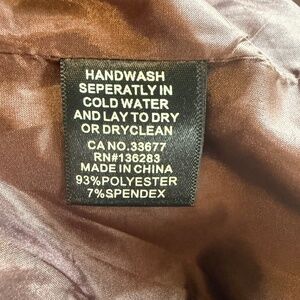 HANDWASH
SEPERATLY IN
COLD WATER
AND LAY TO DRY
OR DRYCLEAN
CA NO.33677
RN#136283
MADE IN CHINA
93%POLYESTER
7%SPENDEX